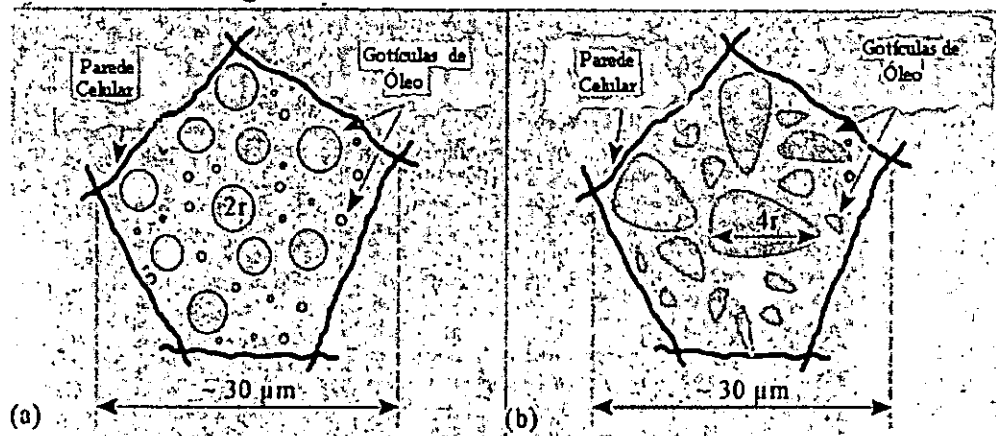 Parede
Celular
Gotículas de
Óleo
2r
~ 30 µm
(a)
Parede
Celular
Gotículas de
Óleo
4r
~ 30 µm
(b)